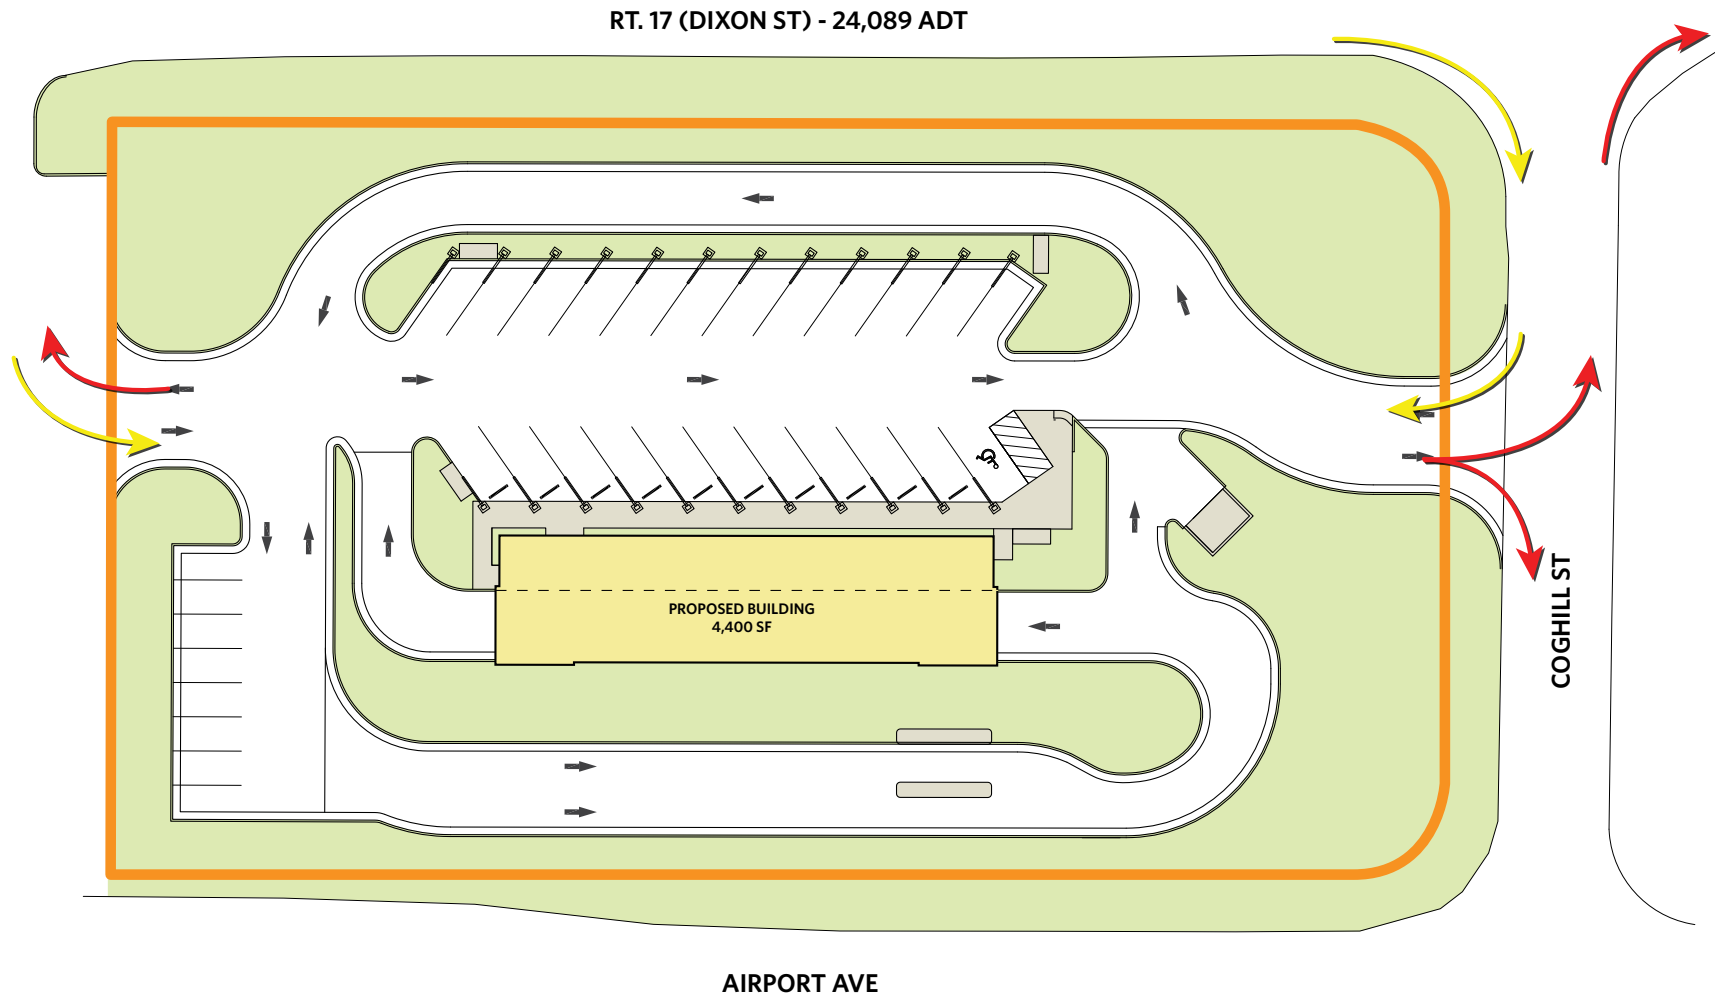 RT. 17 (DIXON ST) - 24,089 ADT
PROPOSED BUILDING
4,400 SF
COGHILL ST
AIRPORT AVE